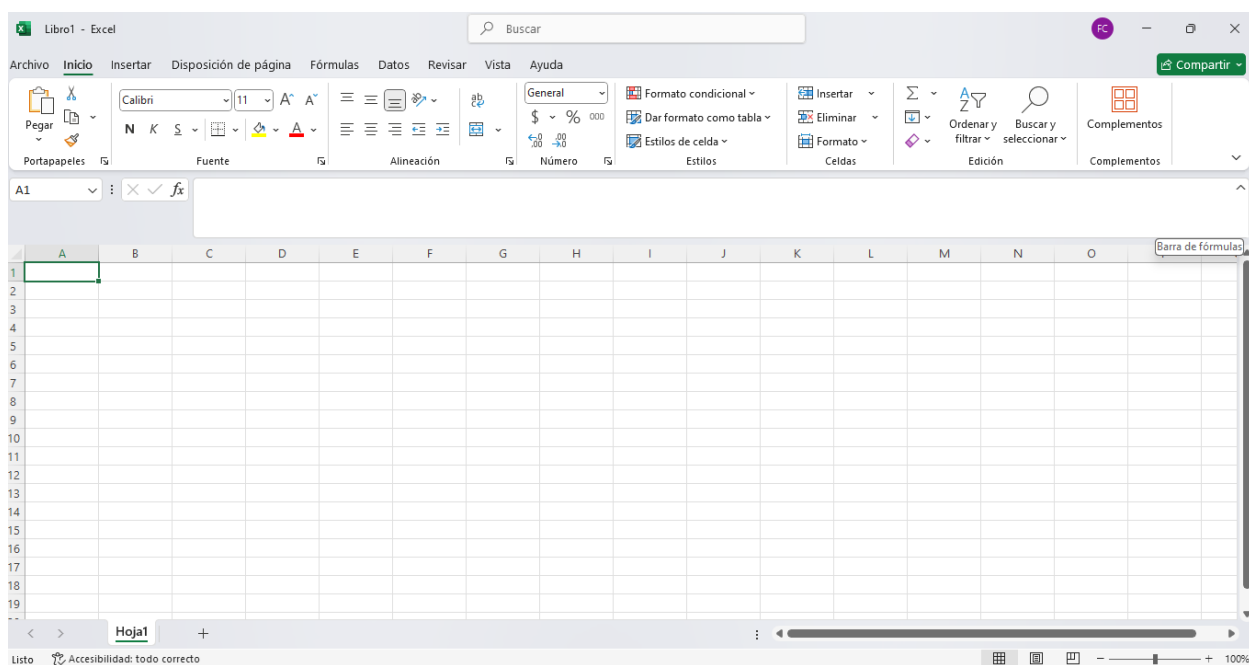 Libro1 - Excel
Buscar
FC
Archivo Inicio Insertar Disposición de página Fórmulas Datos Revisar Vista Ayuda
Compartir
Pegar
Calibri 11
N K S A
ab
General
$ % 000
Formato condicional
Dar formato como tabla
Estilos de celda
Insertar
Eliminar
Formato
Ordenar y filtrar
Buscar y seleccionar
Complementos
Portapapeles Fuente Alineación Número Estilos Celdas Edición Complementos
A1 fx
Barra de fórmulas
A B C D E F G H I J K L M N O
1
2
3
4
5
6
7
8
9
10
11
12
13
14
15
16
17
18
19
Hoja1
Listo Accesibilidad: todo correcto 100%